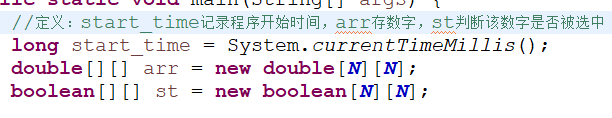 lic static void main(String[] args) {
//定义：start_time记录程序开始时间，arr存数字，st判断该数字是否被选中
long start_time = System.currentTimeMillis();
double[][] arr = new double[N][N];
boolean[][] st = new boolean[N][N];